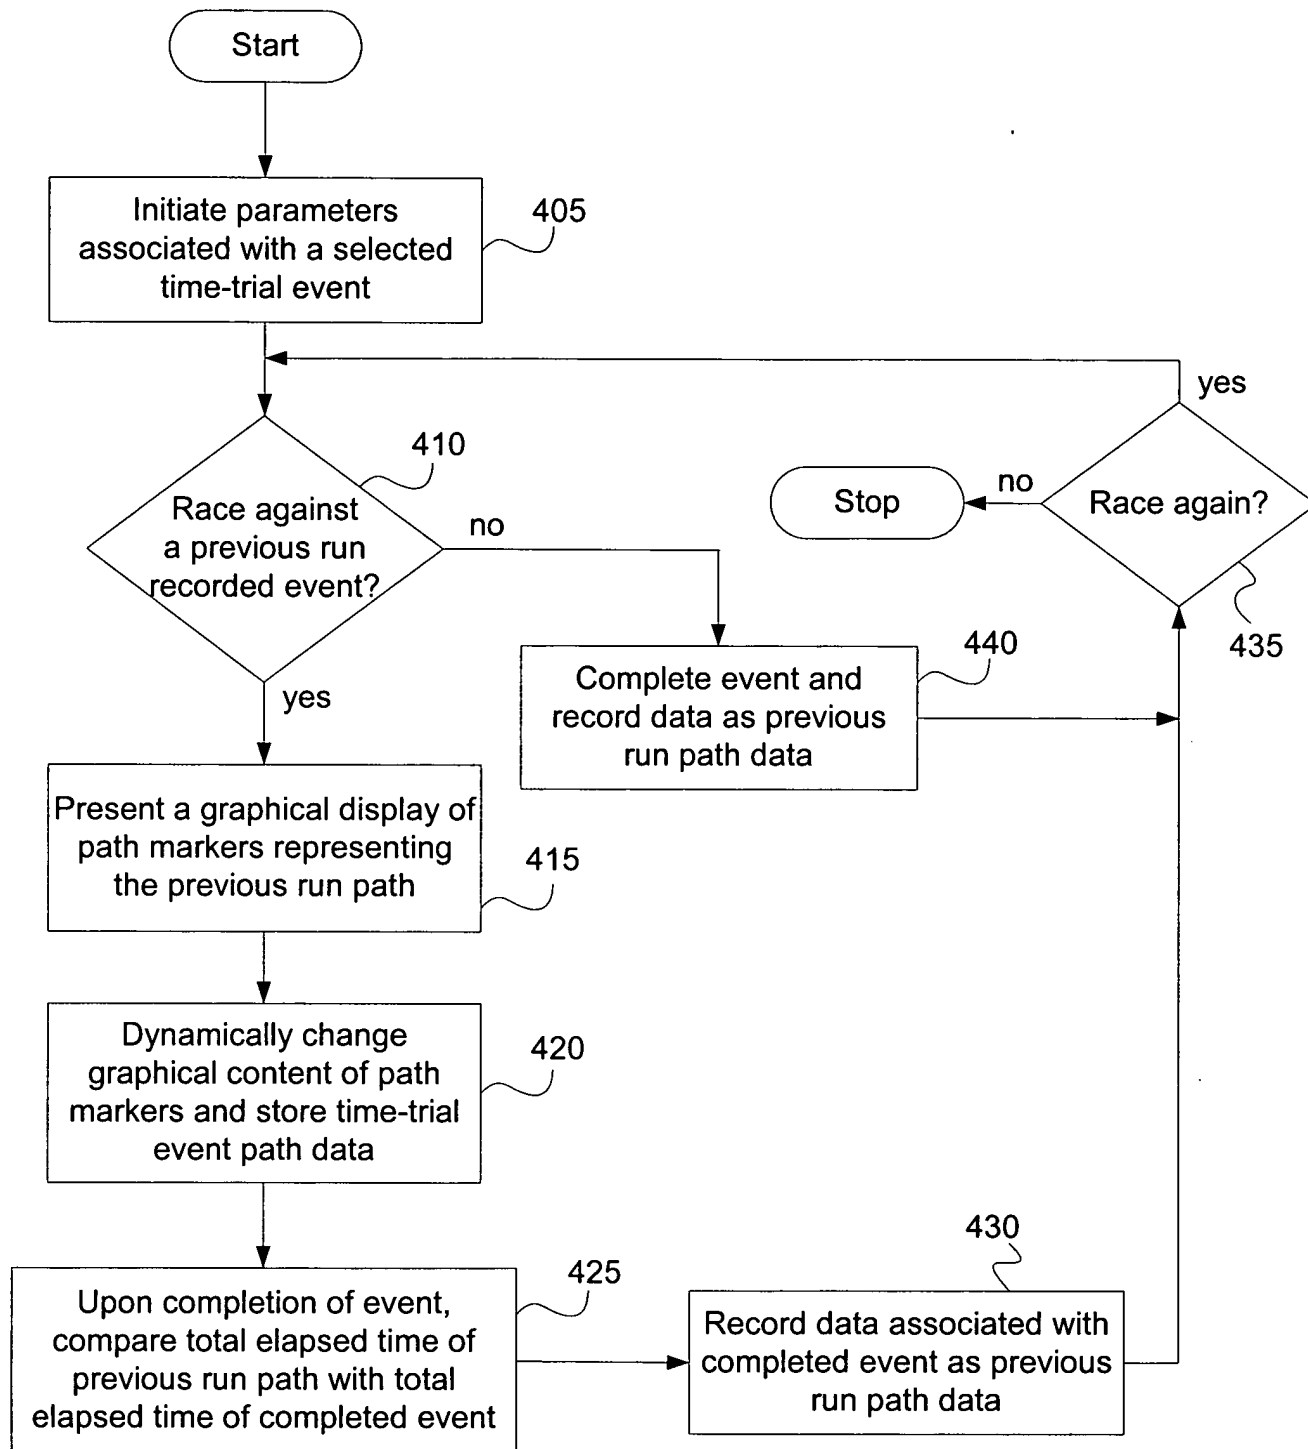 Start
Initiate parameters
associated with a selected
time-trial event
405
yes
410
Race against
a previous run
recorded event?
no
Stop
no
Race again?
435
yes
440
Complete event and
record data as previous
run path data
Present a graphical display of
path markers representing
the previous run path
415
Dynamically change
graphical content of path
markers and store time-trial
event path data
420
430
425
Upon completion of event,
compare total elapsed time of
previous run path with total
elapsed time of completed event
Record data associated with
completed event as previous
run path data